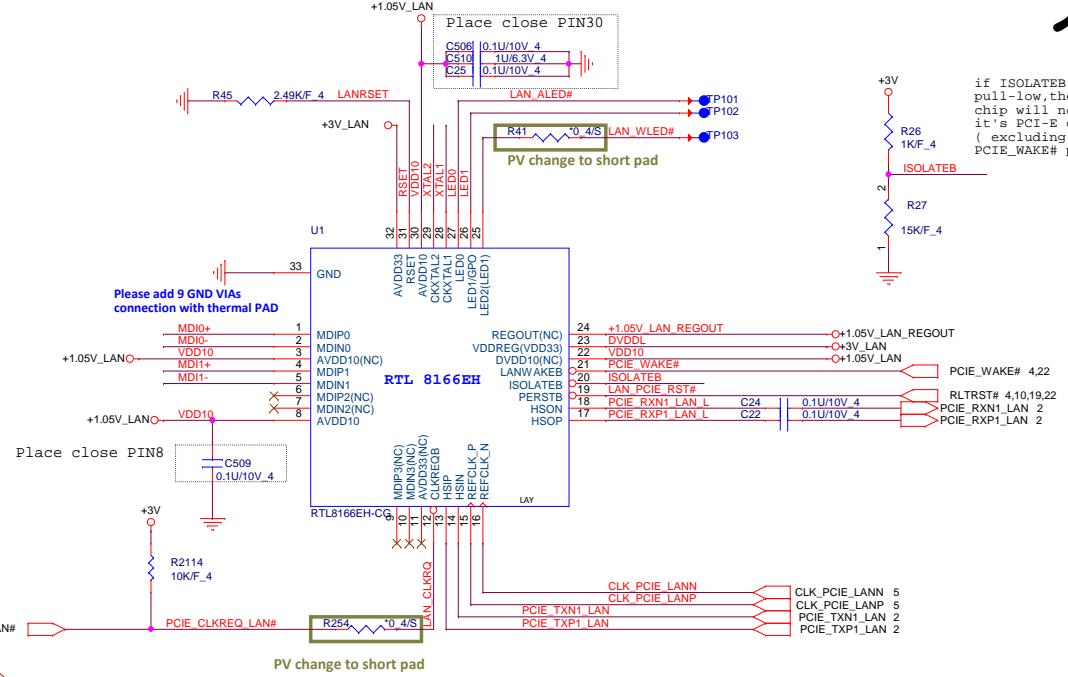 +1.05V_LAN
Place close PIN30
C506 0.1U/10V_4
C510 1U/6.3V_4
C25 0.1U/10V_4
R45 2.49K/F_4 LANRSET
LAN_ALED#
TP101
TP102
+3V_LAN
R41 *0_4/S LAN_WLED# TP103
PV change to short pad
+3V
R26
1K/F_4
ISOLATEB
2
R27
15K/F_4
1
if ISOLATEB
pull-low,the
chip will no
it's PCI-E
( excluding
PCIE_WAKE# p
RSET
VDD10
XTAL2
XTAL1
LED0
LED1
U1
32
31
30
29
28
27
26
25
AVDD33
RSET
AVDD10
CKXTAL2
CKXTAL1
LED0
LED1/GPO
LED2(LED1)
33 GND
Please add 9 GND VIAs
connection with thermal PAD
MDI0+ 1 MDIP0
MDI0- 2 MDIN0
+1.05V_LAN VDD10 3 AVDD10(NC)
MDI1+ 4 MDIP1
MDI1- 5 MDIN1
6 MDIP2(NC)
7 MDIN2(NC)
+1.05V_LAN VDD10 8 AVDD10
RTL 8166EH
REGOUT(NC) 24 +1.05V_LAN_REGOUT +1.05V_LAN_REGOUT
VDDREG(VDD33) 23 DVDDL +3V_LAN
DVDD10(NC) 22 VDD10 +1.05V_LAN
LANWAKEB 21 PCIE_WAKE# PCIE_WAKE# 4,22
ISOLATEB 20 ISOLATEB
PERSTB 19 LAN_PCIE_RST# RLTRST# 4,10,19,22
HSON 18 PCIE_RXN1_LAN_L C24 0.1U/10V_4 PCIE_RXN1_LAN 2
HSOP 17 PCIE_RXP1_LAN_L C22 0.1U/10V_4 PCIE_RXP1_LAN 2
Place close PIN8
C509
0.1U/10V_4
MDIP3(NC)
MDIN3(NC)
AVDD33(NC)
CLKREQB
HSIP
HSIN
REFCLK_P
REFCLK_N
LAY
RTL8166EH-CG
9
10
11
12
13
14
15
16
+3V
R2114
10K/F_4
LAN_CLKRQ
CLK_PCIE_LANN CLK_PCIE_LANN 5
CLK_PCIE_LANP CLK_PCIE_LANP 5
PCIE_TXN1_LAN PCIE_TXN1_LAN 2
PCIE_TXP1_LAN PCIE_TXP1_LAN 2
AN# PCIE_CLKREQ_LAN# R254 *0_4/S
PV change to short pad